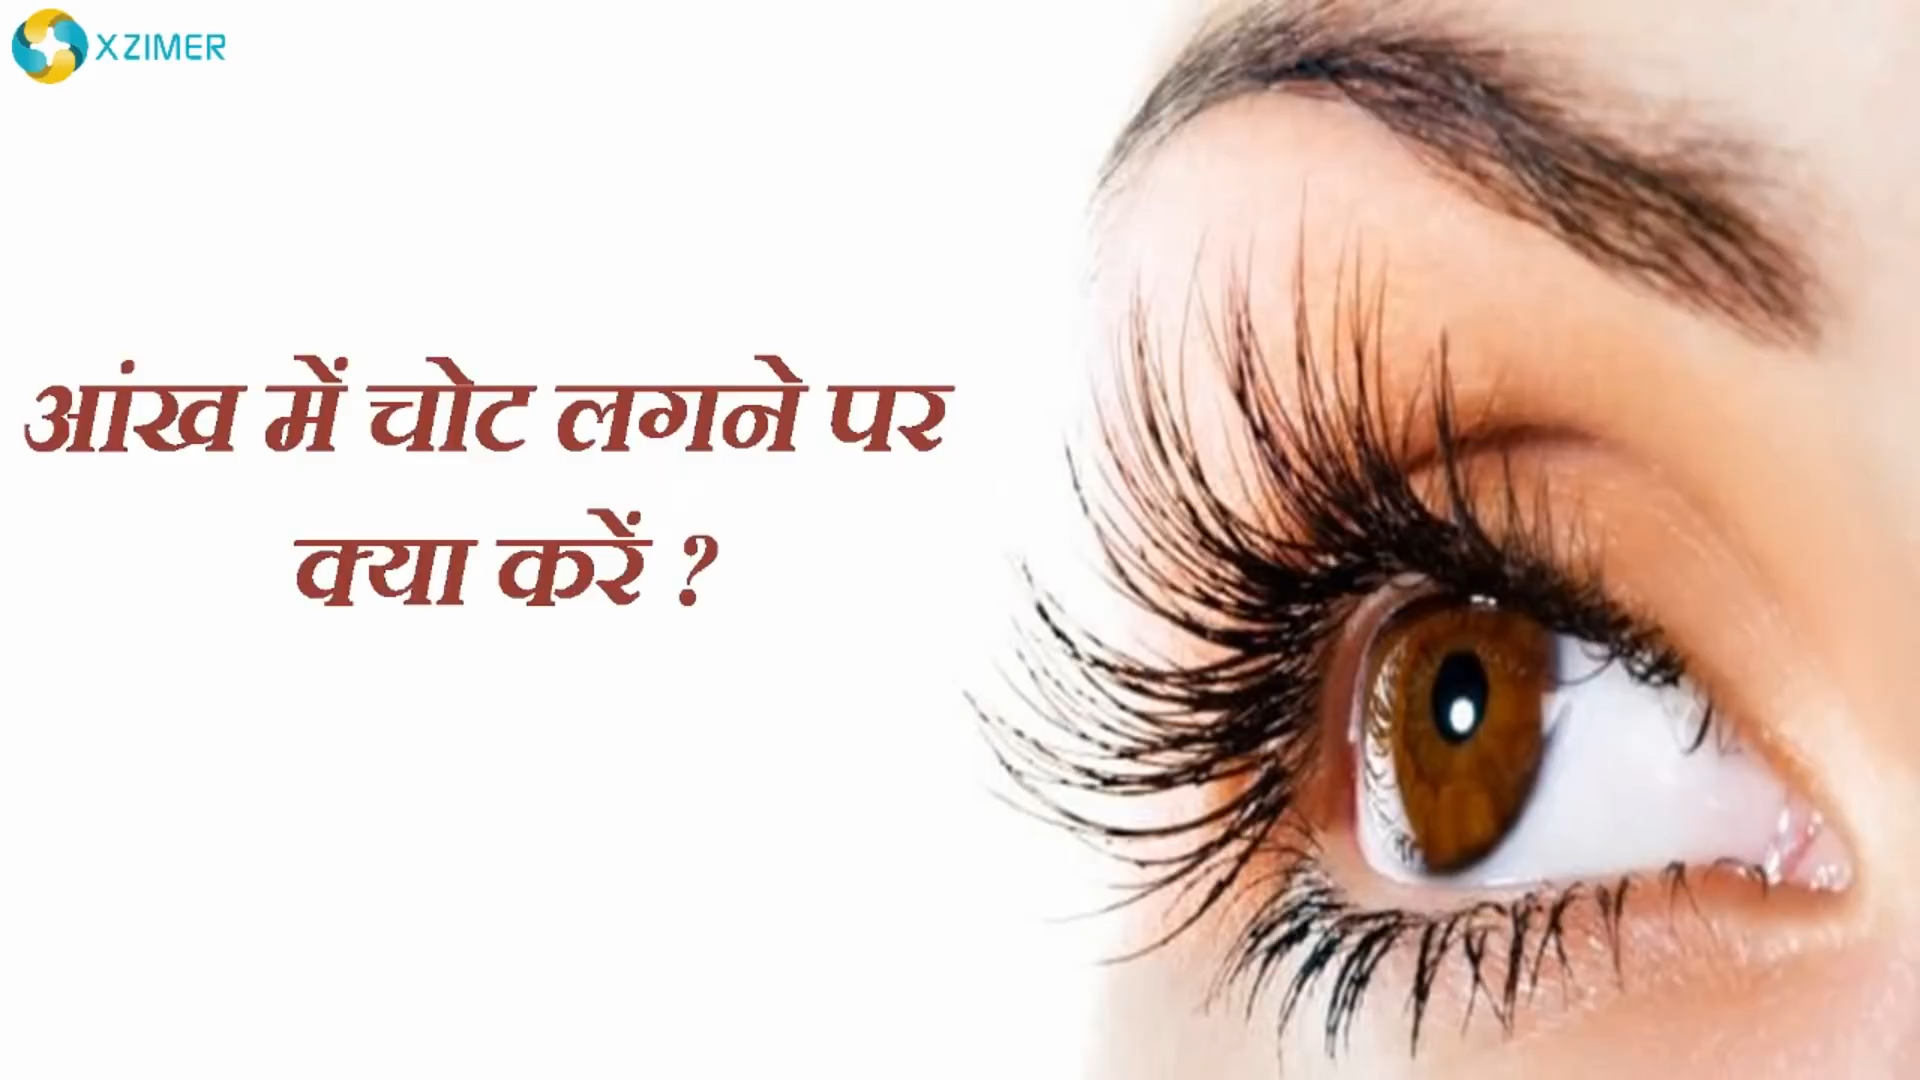 XZIMER
आंख में चोट लगने पर
क्या करें ?